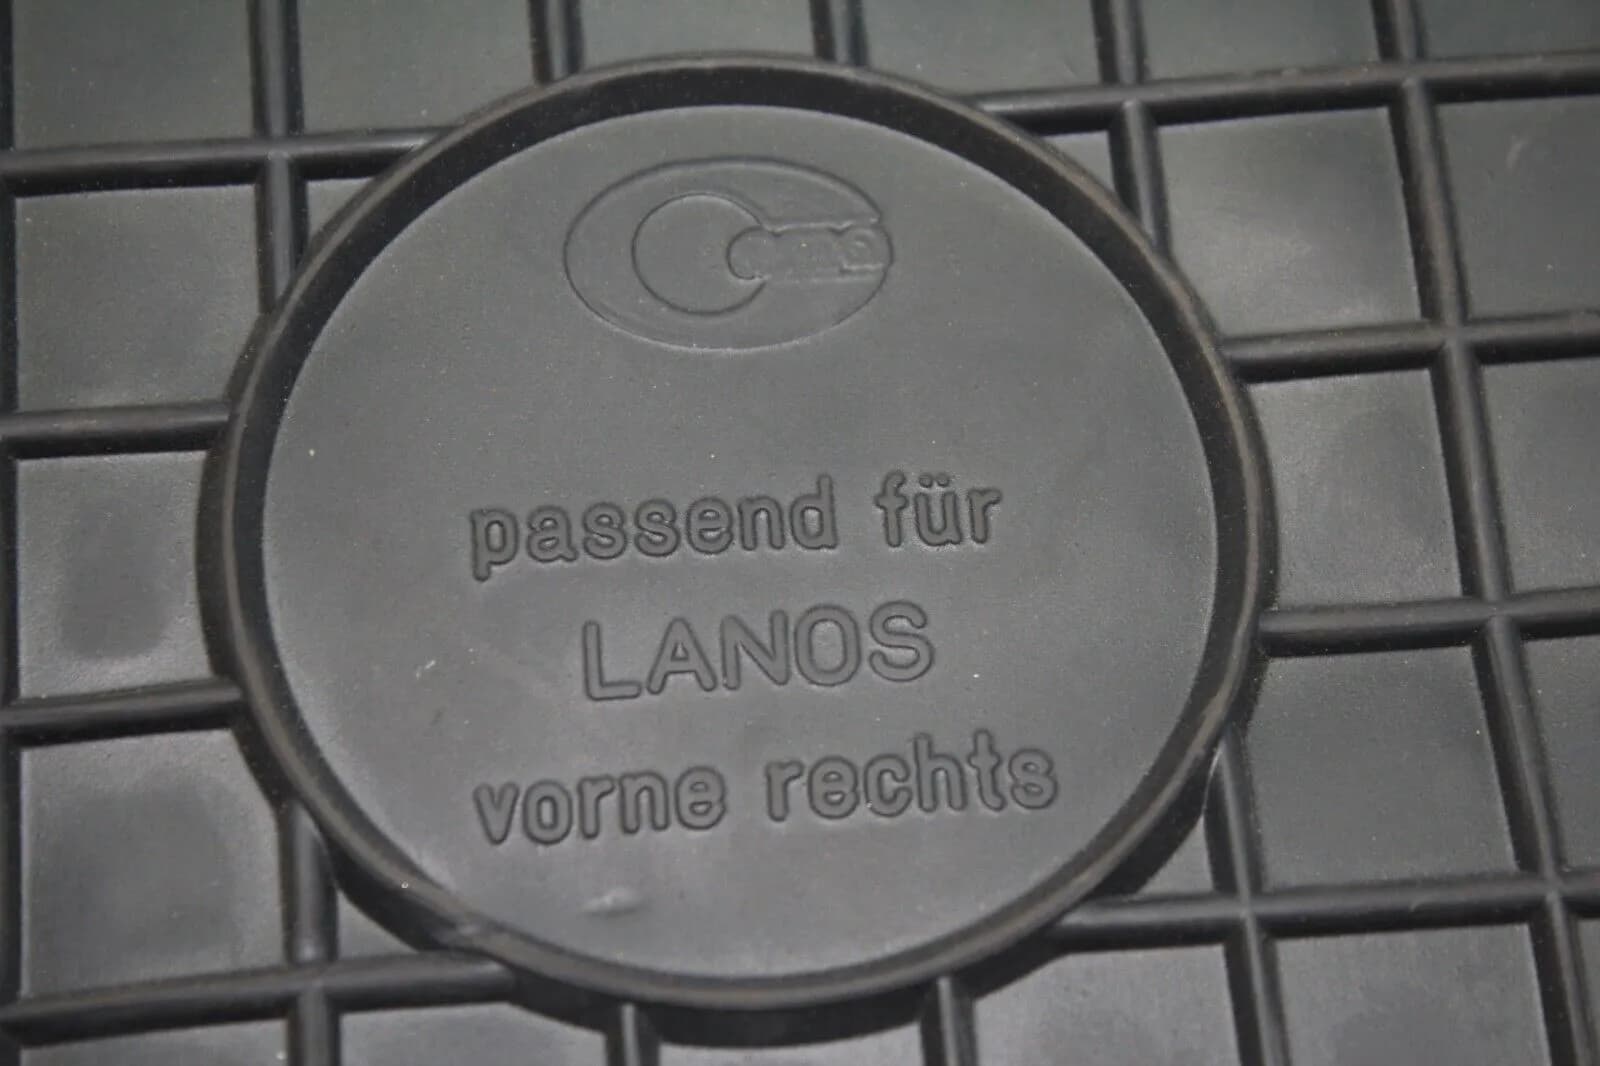 passend für
LANOS
vorne rechts